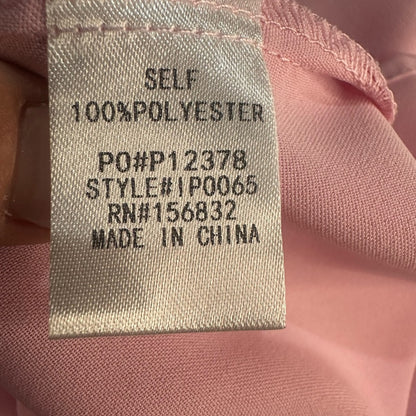 SELF
100%POLYESTER
PO#P12378
STYLE#IP0065
RN#156832
MADE IN CHINA